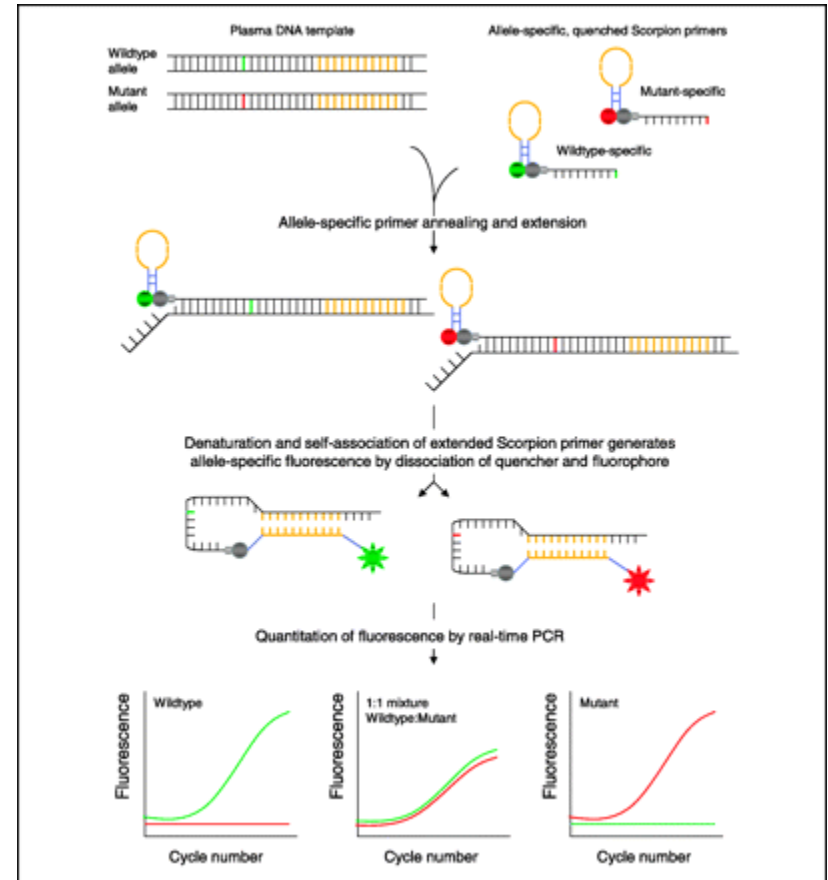 Plasma DNA template
Allele-specific, quenched Scorpion primers
Wildtype
allele
Mutant
allele
Mutant-specific
Wildtype-specific
Allele-specific primer annealing and extension
Denaturation and self-association of extended Scorpion primer generates
allele-specific fluorescence by dissociation of quencher and fluorophore
Quantitation of fluorescence by real-time PCR
Fluorescence
Wildtype
Cycle number
Fluorescence
1:1 mixture
Wildtype:Mutant
Cycle number
Fluorescence
Mutant
Cycle number